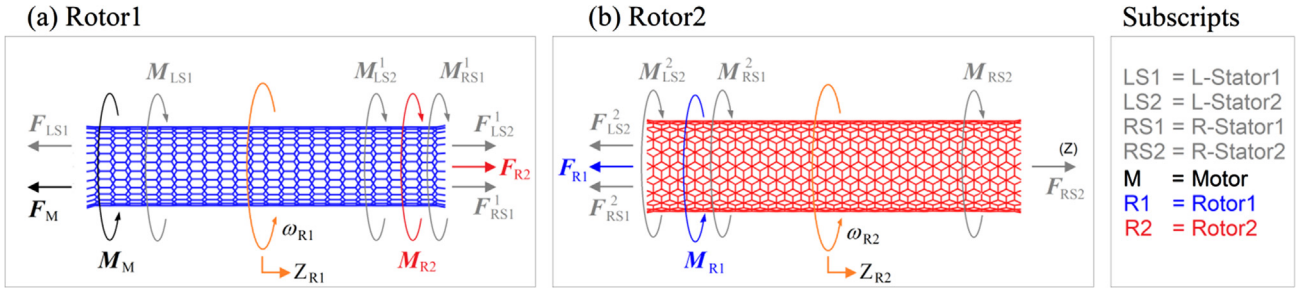 (a) Rotor1
M_LS1
M^1_LS2
M^1_RS1
F_LS1
F^1_LS2
F_R2
F_M
F^1_RS1
ω_R1
M_M
Z_R1
M_R2
(b) Rotor2
M^2_LS2
M^2_RS1
M_RS2
F^2_LS2
(Z)
F_R1
F_RS2
F^2_RS1
ω_R2
M_R1
Z_R2
Subscripts
LS1 = L-Stator1
LS2 = L-Stator2
RS1 = R-Stator1
RS2 = R-Stator2
M = Motor
R1 = Rotor1
R2 = Rotor2